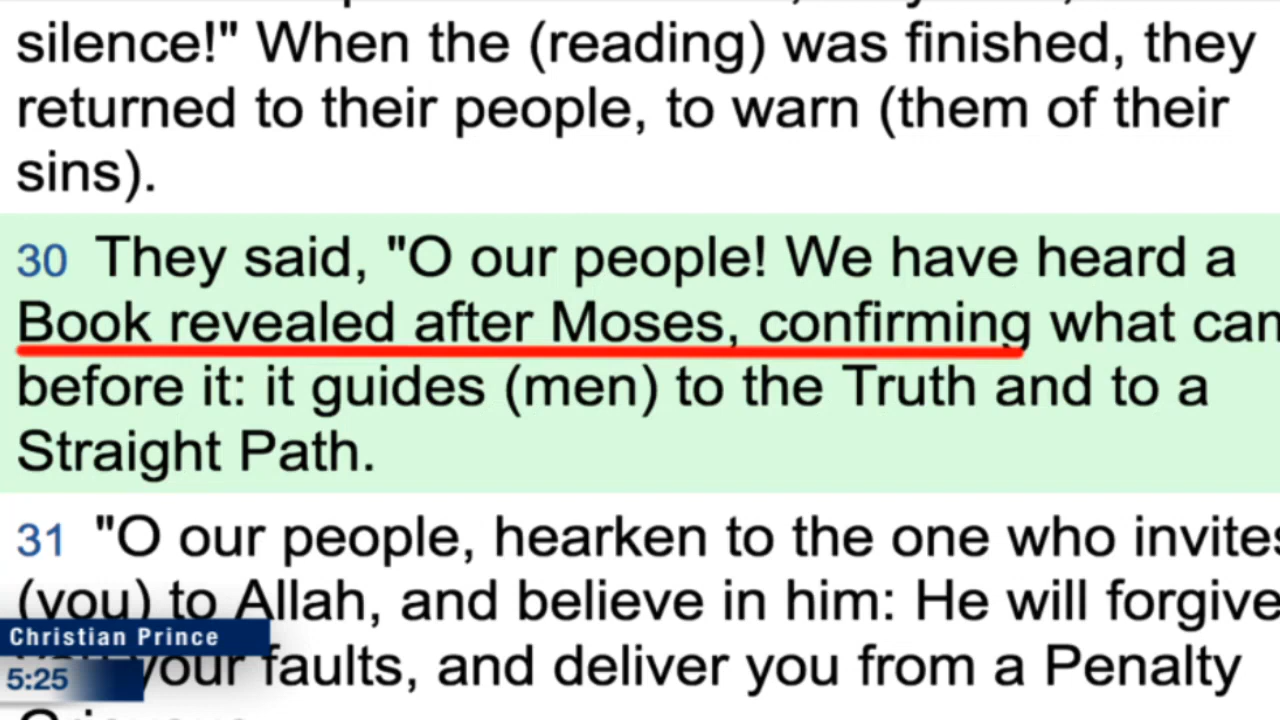 silence!" When the (reading) was finished, they
returned to their people, to warn (them of their
sins).
30 They said, "O our people! We have heard a
Book revealed after Moses, confirming what cam
before it: it guides (men) to the Truth and to a
Straight Path.
31 "O our people, hearken to the one who invites
(you) to Allah, and believe in him: He will forgive
Christian Prince
your faults, and deliver you from a Penalty
5:25